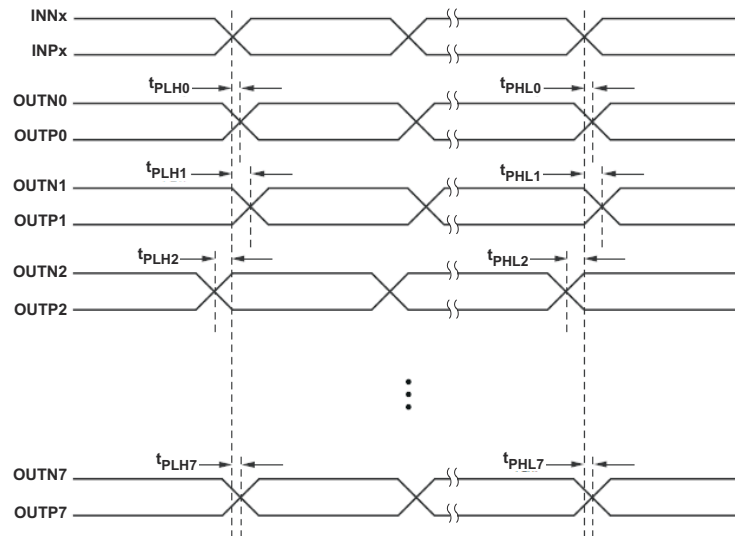 INNx
INPx
tPLH0 tPHL0
OUTN0
OUTP0
tPLH1 tPHL1
OUTN1
OUTP1
tPLH2 tPHL2
OUTN2
OUTP2
tPLH7 tPHL7
OUTN7
OUTP7